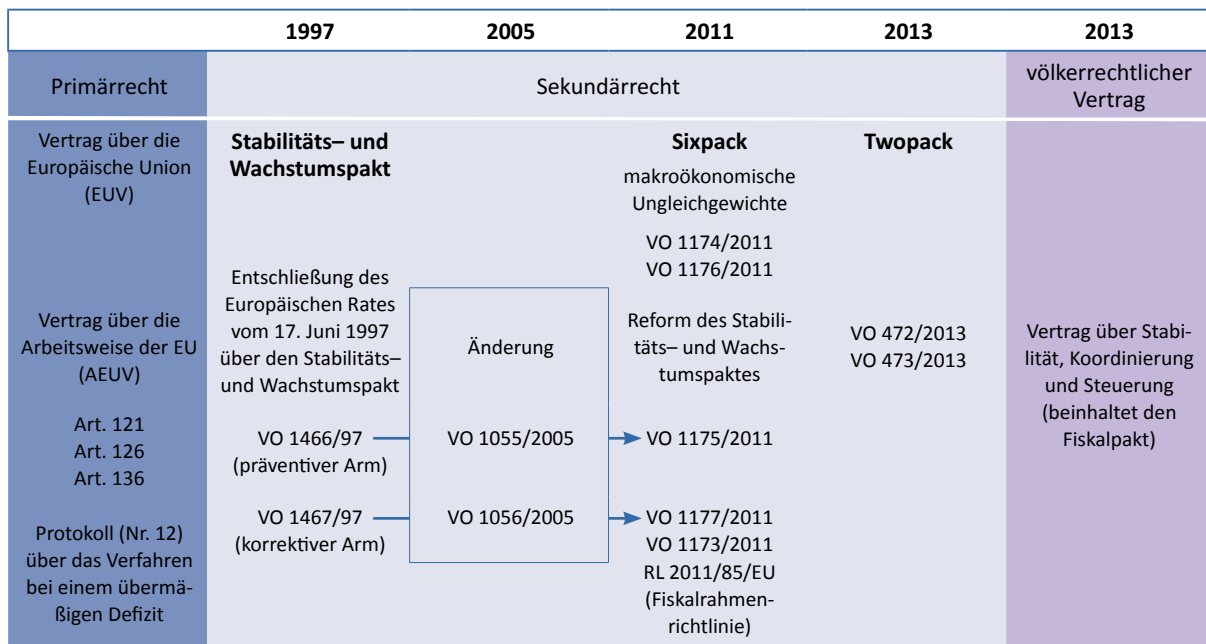 1997 2005 2011 2013 2013
Primärrecht
Sekundärrecht
völkerrechtlicher
Vertrag
Vertrag über die
Europäische Union
(EUV)
Vertrag über die
Arbeitsweise der EU
(AEUV)
Art. 121
Art. 126
Art. 136
Protokoll (Nr. 12)
über das Verfahren
bei einem übermä-
ßigen Defizit
Stabilitäts– und
Wachstumspakt
Entschließung des
Europäischen Rates
vom 17. Juni 1997
über den Stabilitäts–
und Wachstumspakt
VO 1466/97
(präventiver Arm)
VO 1467/97
(korrektiver Arm)
Änderung
VO 1055/2005
VO 1056/2005
Sixpack
makroökonomische
Ungleichgewichte
VO 1174/2011
VO 1176/2011
Reform des Stabili-
täts– und Wachs-
tumspaktes
VO 1175/2011
VO 1177/2011
VO 1173/2011
RL 2011/85/EU
(Fiskalrahmen-
richtlinie)
Twopack
VO 472/2013
VO 473/2013
Vertrag über Stabi-
lität, Koordinierung
und Steuerung
(beinhaltet den
Fiskalpakt)